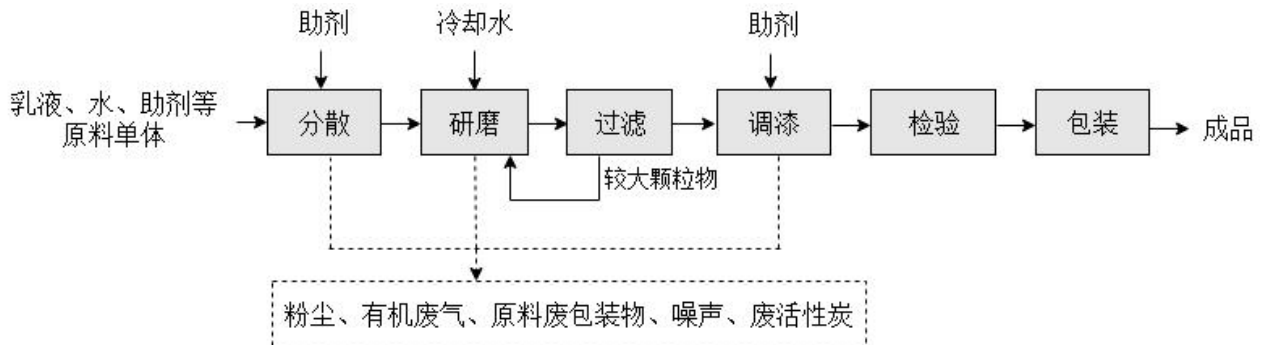 助剂
冷却水
助剂
乳液、水、助剂等
原料单体
分散
研磨
过滤
调漆
检验
包装
成品
较大颗粒物
粉尘、有机废气、原料废包装物、噪声、废活性炭